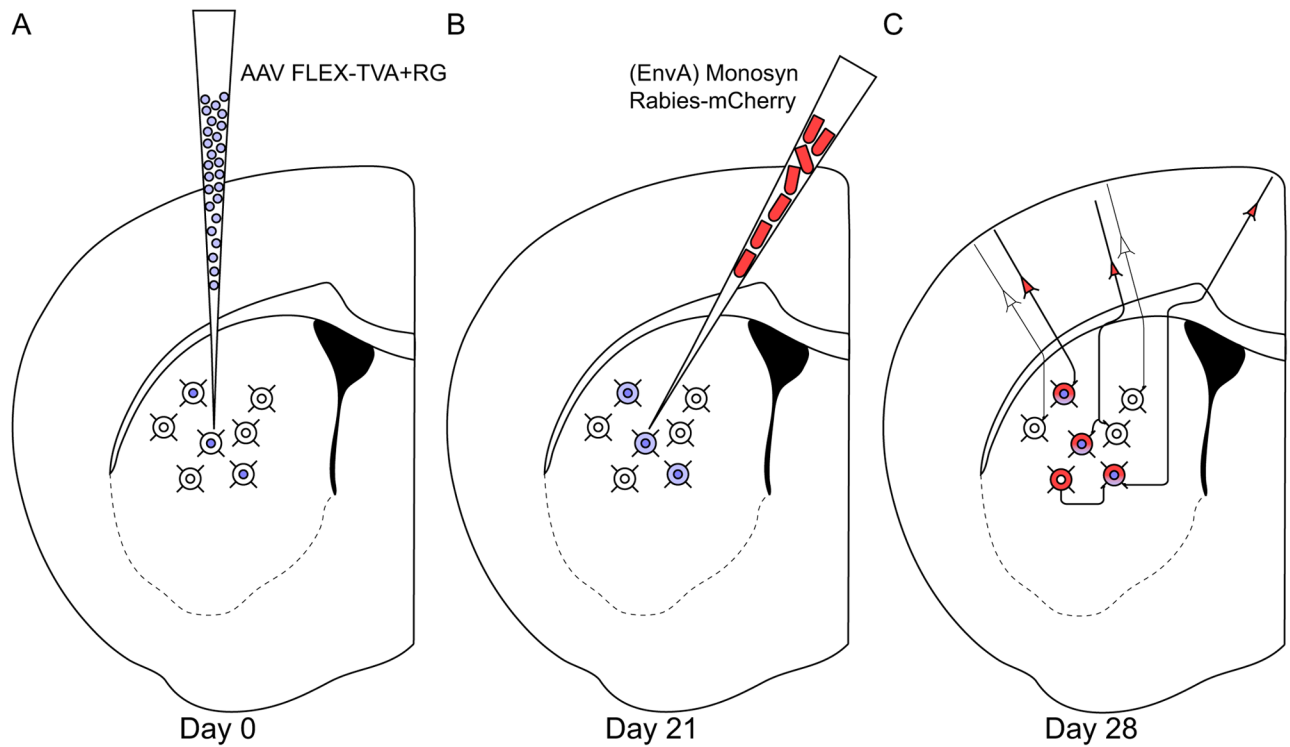 A
B
C
AAV FLEX-TVA+RG
(EnvA) Monosyn
Rabies-mCherry
Day 0
Day 21
Day 28